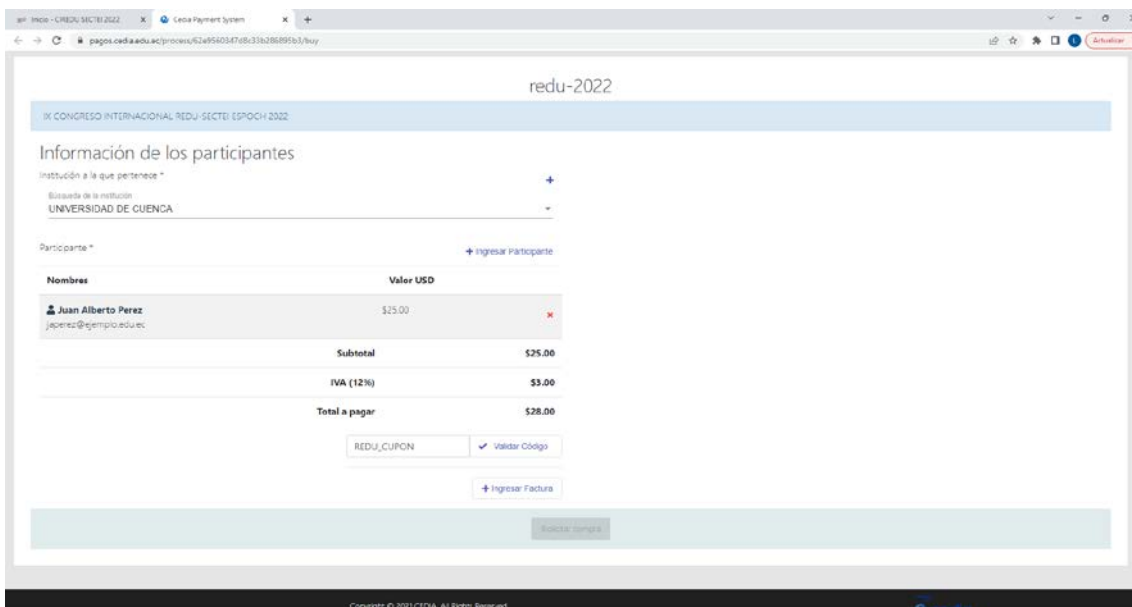 Inicio - CREDU SECTEI 2022
Cedia Payment System
pagos.cedia.edu.ec/process/62e9560347d8c33b286895b3/buy
Actualizar
redu-2022
IX CONGRESO INTERNACIONAL REDU-SECTEI ESPOCH 2022
Información de los participantes
Institución a la que pertenece *
Búsqueda de la institución
UNIVERSIDAD DE CUENCA
Participante *
+ Ingresar Participante
Nombres Valor USD
Juan Alberto Perez $25.00
japerez@ejemplo.edu.ec
Subtotal $25.00
IVA (12%) $3.00
Total a pagar $28.00
REDU_CUPON Validar Código
+ Ingresar Factura
Solicitar compra
Copyright © 2021 CEDIA. All Rights Reserved